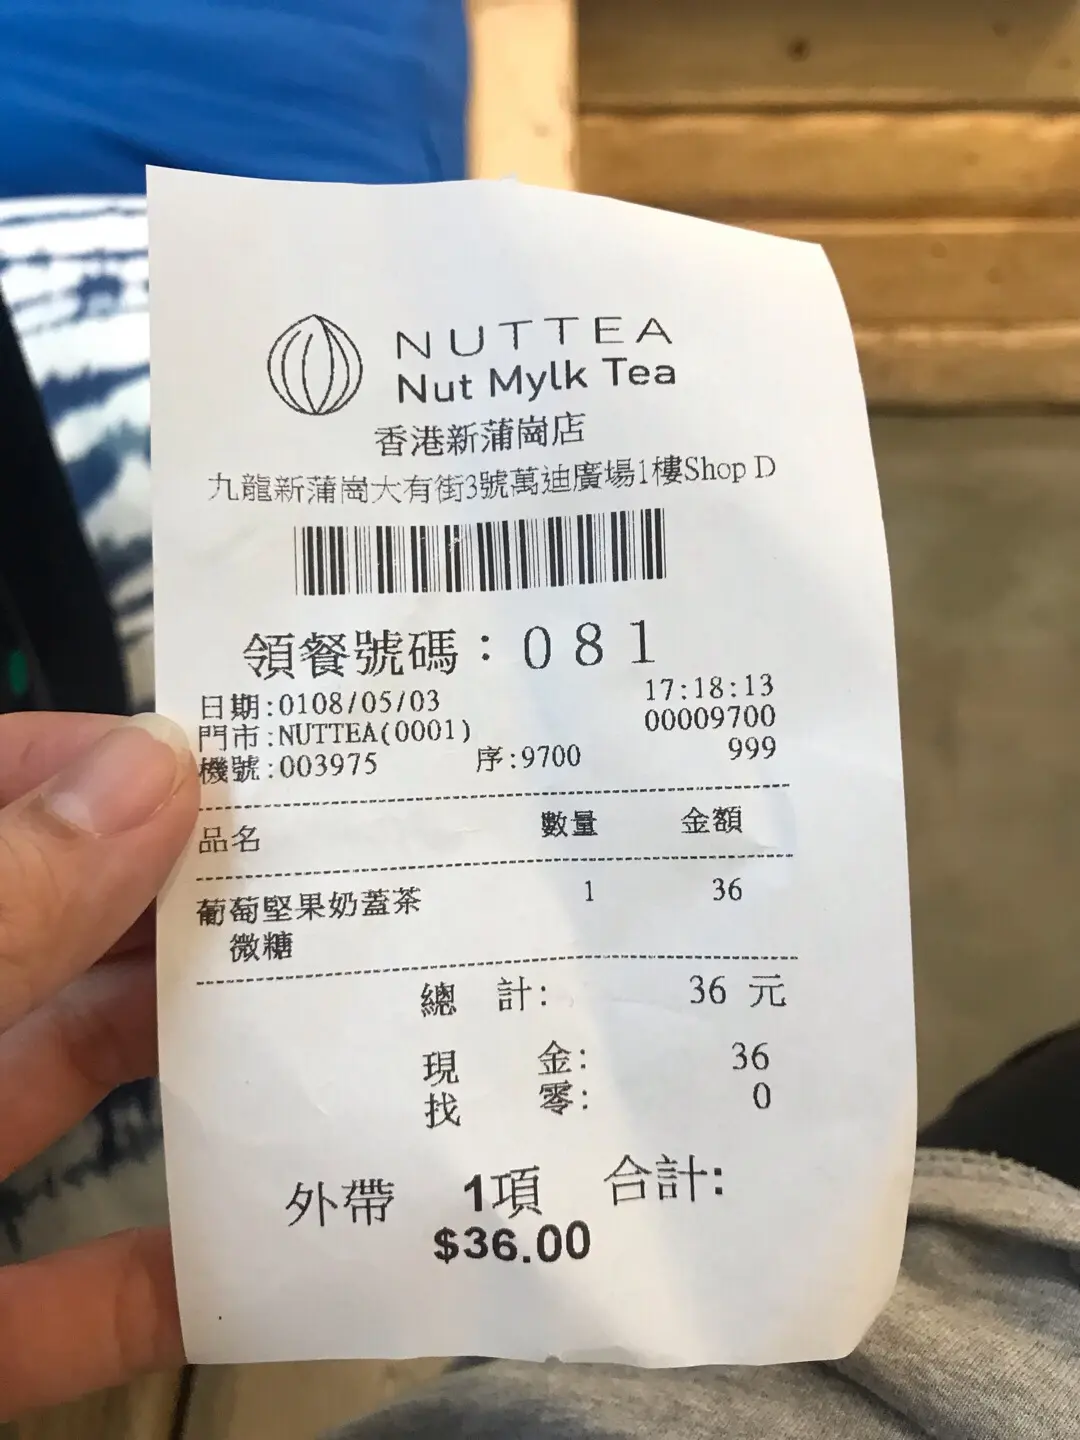 NUTTEA
Nut Mylk Tea
香港新蒲崗店
九龍新蒲崗大有街3號萬迪廣場1樓Shop D
領餐號碼：081
日期:0108/05/03 17:18:13
門市:NUTTEA(0001) 00009700
機號:003975 序:9700 999
品名 數量 金額
葡萄堅果奶蓋茶 1 36
微糖
總 計: 36 元
現 金: 36
找 零: 0
外帶 1項 合計:
$36.00